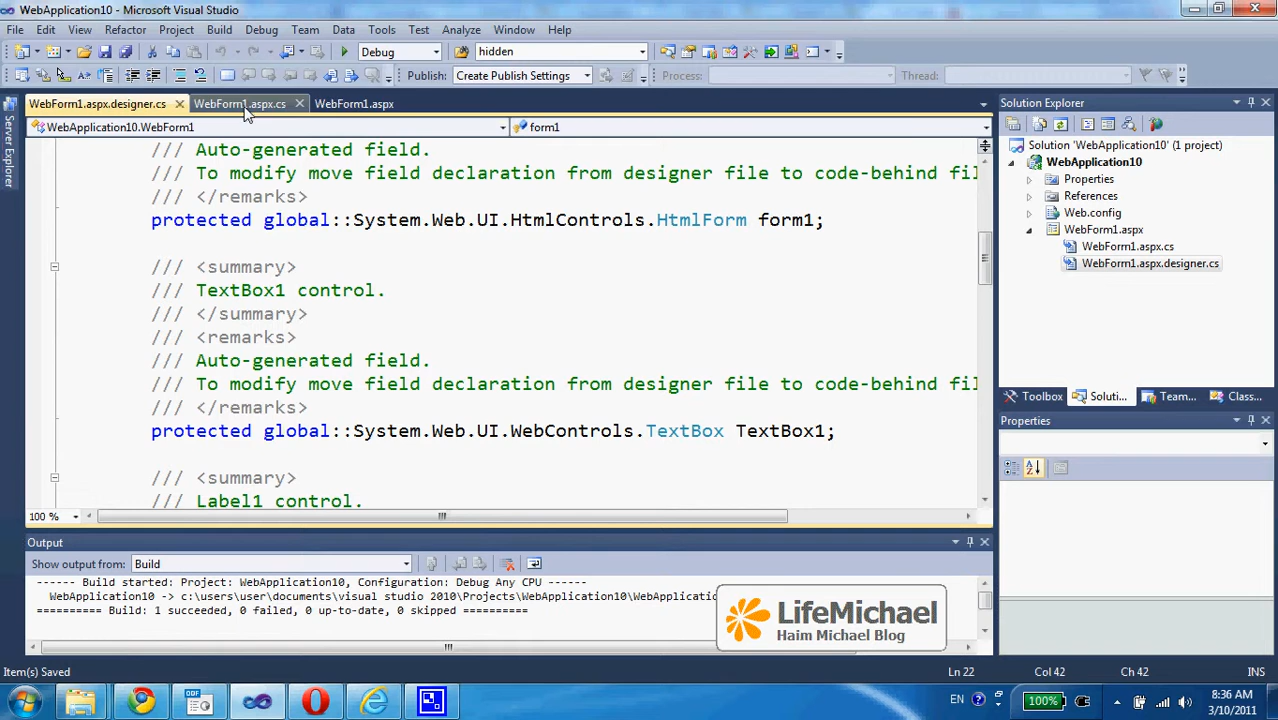 WebApplication10 - Microsoft Visual Studio
File Edit View Refactor Project Build Debug Team Data Tools Test Analyze Window Help
Debug hidden
Publish: Create Publish Settings Process: Thread:
WebForm1.aspx.designer.cs WebForm1.aspx.cs WebForm1.aspx
WebApplication10.WebForm1 form1
/// Auto-generated field.
/// To modify move field declaration from designer file to code-behind fil
/// </remarks>
protected global::System.Web.UI.HtmlControls.HtmlForm form1;
/// <summary>
/// TextBox1 control.
/// </summary>
/// <remarks>
/// Auto-generated field.
/// To modify move field declaration from designer file to code-behind fil
/// </remarks>
protected global::System.Web.UI.WebControls.TextBox TextBox1;
/// <summary>
/// Label1 control.
100 %
Server Explorer
Solution Explorer
Solution 'WebApplication10' (1 project)
WebApplication10
Properties
References
Web.config
WebForm1.aspx
WebForm1.aspx.cs
WebForm1.aspx.designer.cs
Toolbox Soluti... Team... Class...
Properties
Output
Show output from: Build
------ Build started: Project: WebApplication10, Configuration: Debug Any CPU ------
WebApplication10 -> c:\users\user\documents\visual studio 2010\Projects\WebApplication10\WebApplicatio
========== Build: 1 succeeded, 0 failed, 0 up-to-date, 0 skipped ==========
LifeMichael
Haim Michael Blog
Item(s) Saved Ln 22 Col 42 Ch 42 INS
ODF EN 100% 8:36 AM
3/10/2011